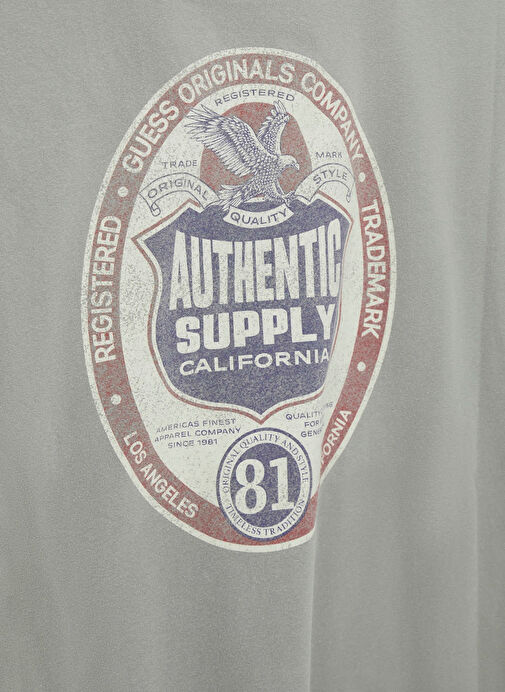 REGISTERED • GUESS ORIGINALS COMPANY • TRADEMARK
REGISTERED
TRADE MARK
ORIGINAL STYLE
QUALITY
AUTHENTIC
SUPPLY
CALIFORNIA
AMERICAS FINEST
APPAREL COMPANY
SINCE 1981
FOR
ORIGINAL QUALITY AND STYLE
81
TIMELESS TRADITION
LOS ANGELES